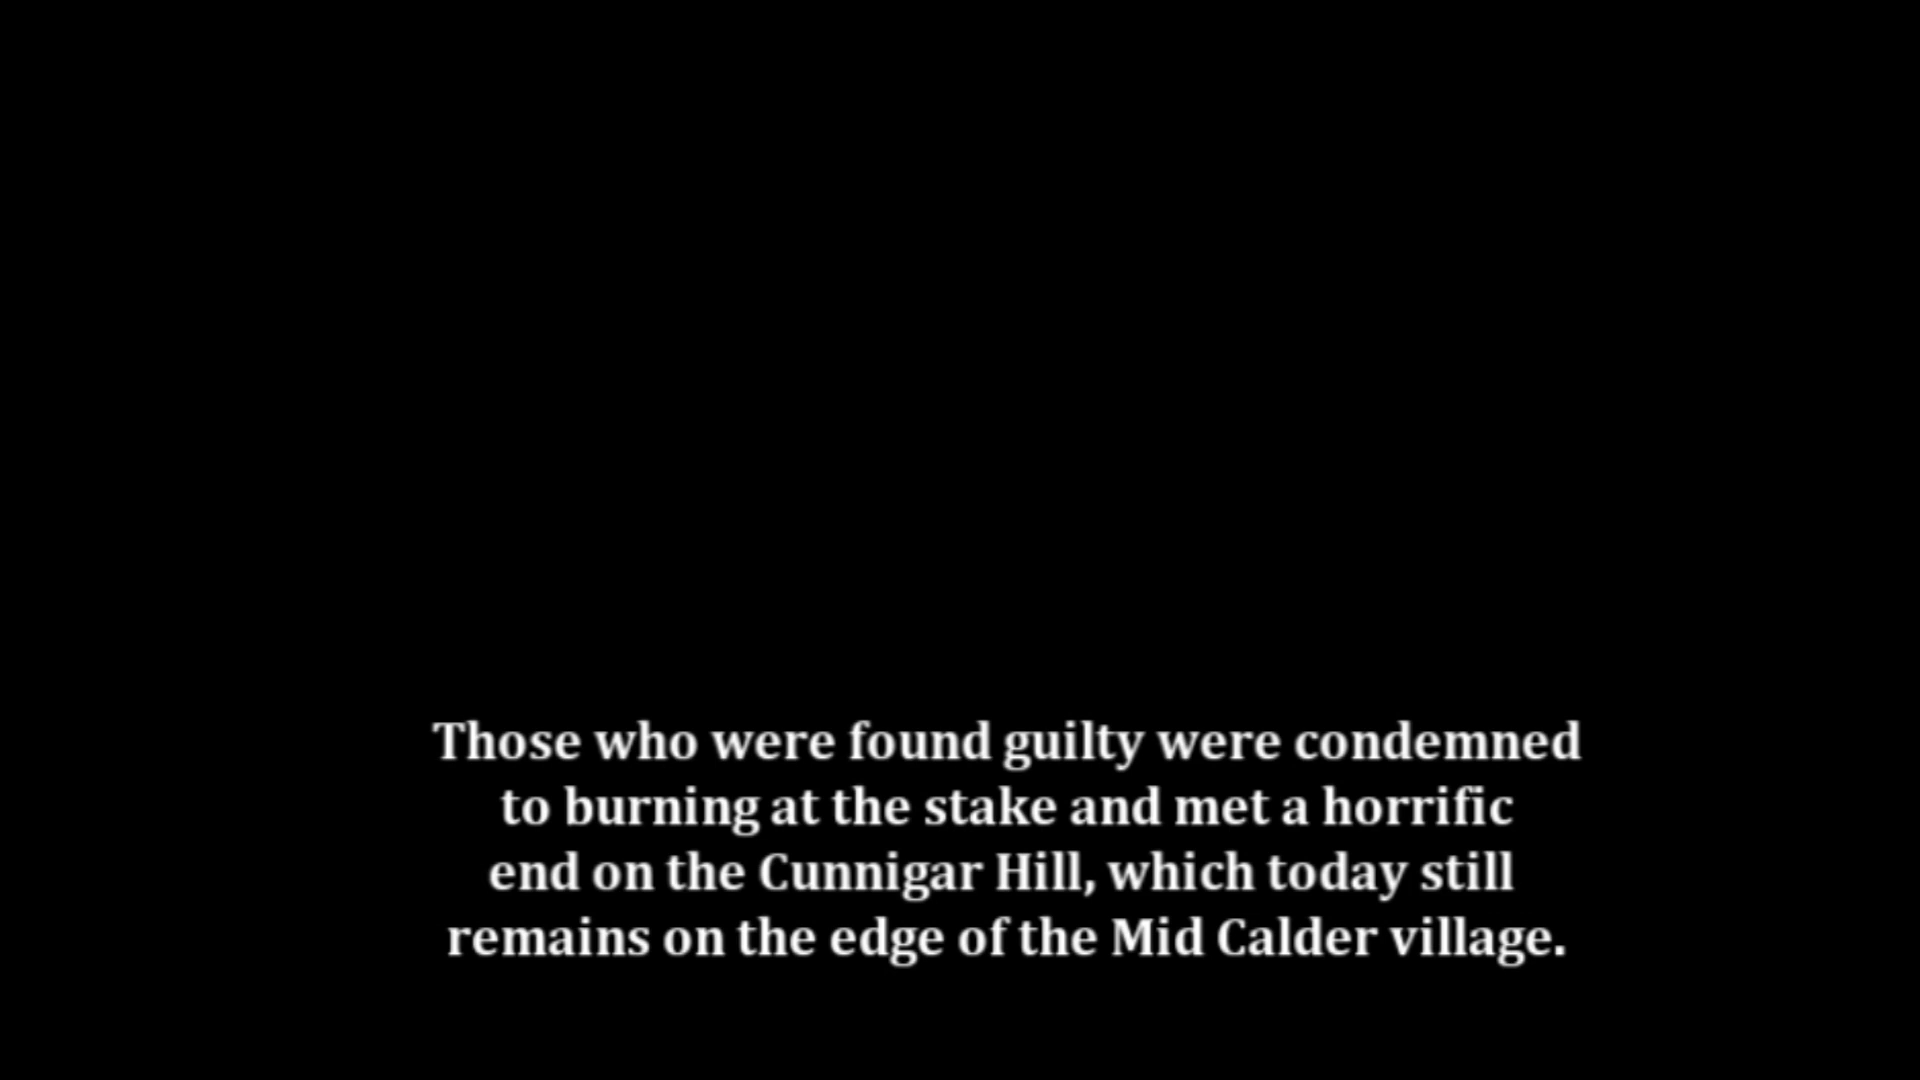 Those who were found guilty were condemned
to burning at the stake and met a horrific
end on the Cunnigar Hill, which today still
remains on the edge of the Mid Calder village.